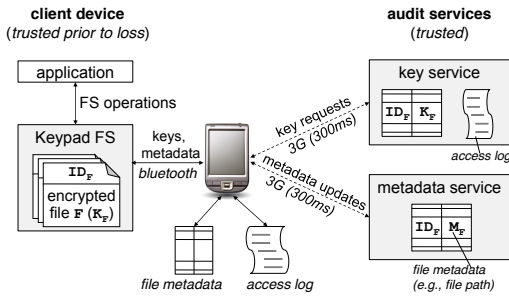 client device
(trusted prior to loss)
audit services
(trusted)
application
FS operations
Keypad FS
ID_F
encrypted
file F (K_F)
keys,
metadata
bluetooth
file metadata
access log
key requests
3G (300ms)
metadata updates
3G (300ms)
key service
ID_F K_F
access log
metadata service
ID_F M_F
file metadata
(e.g., file path)